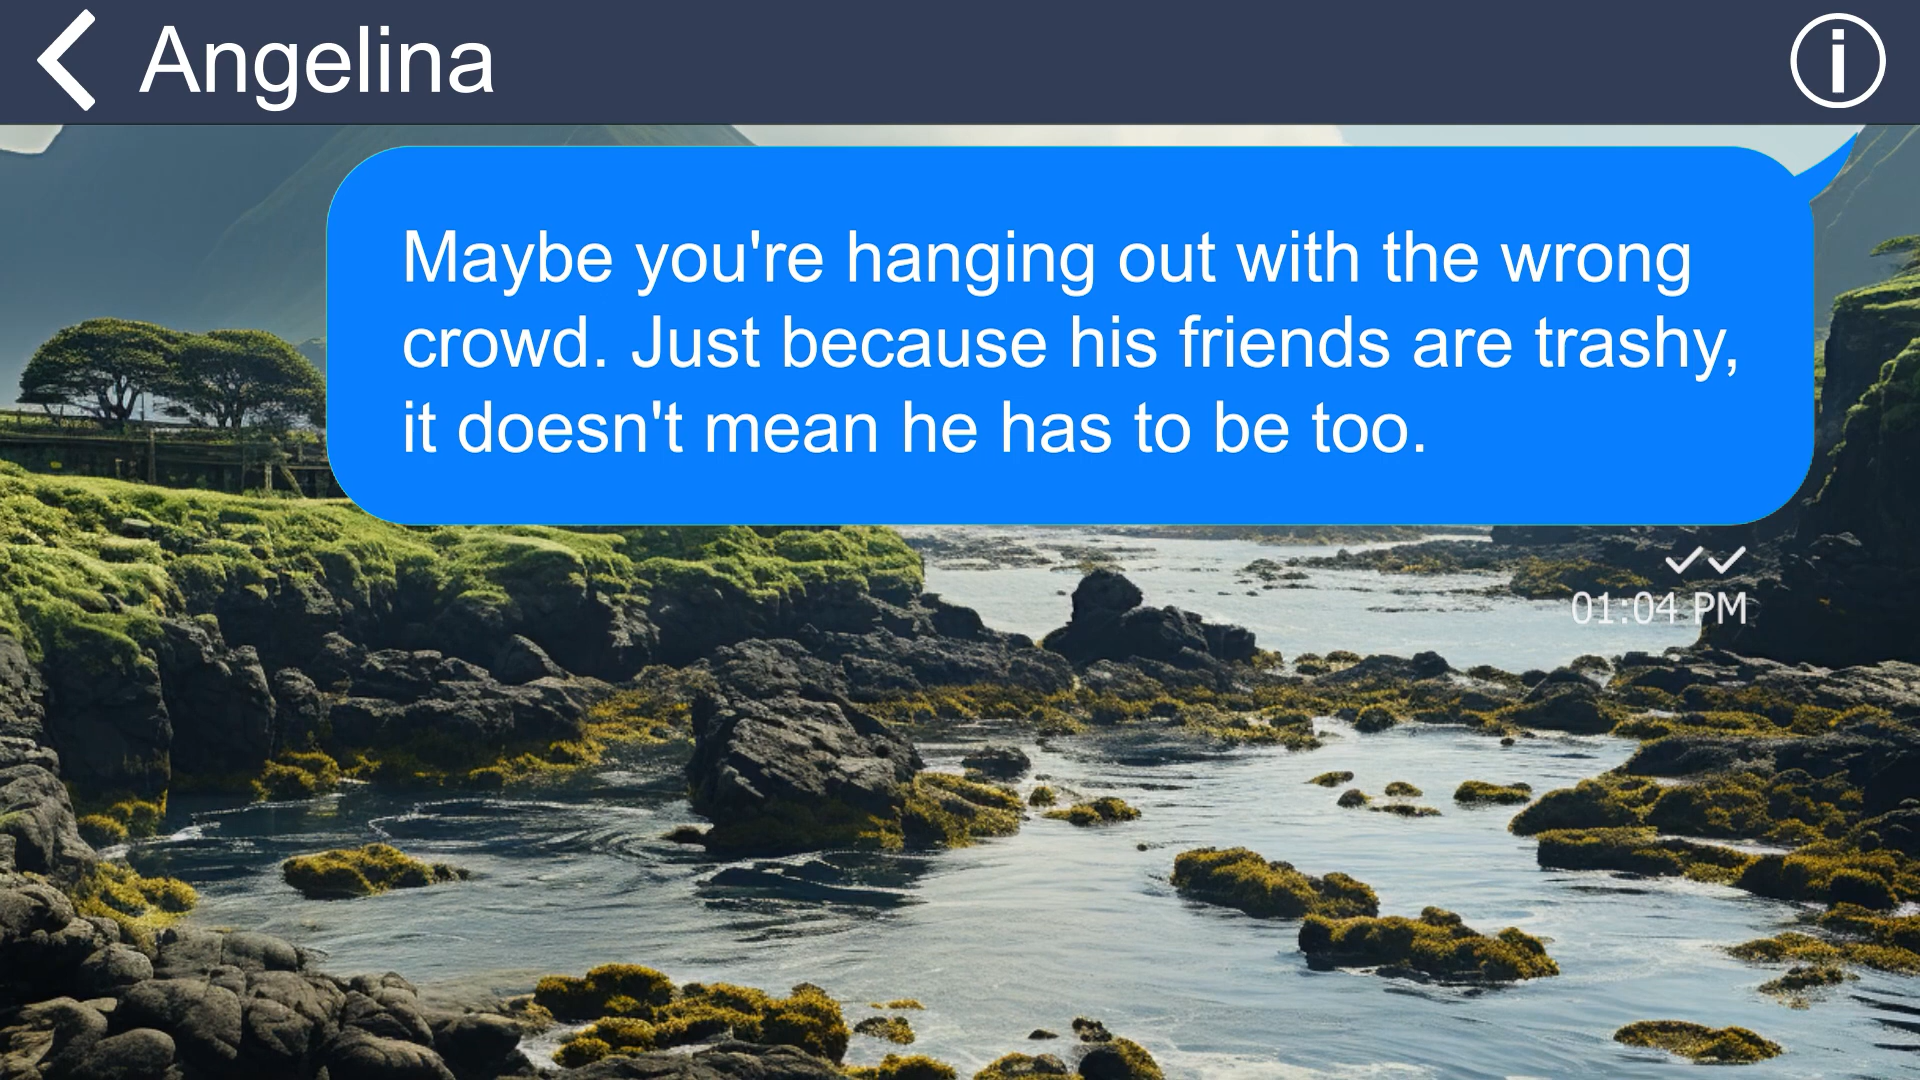 Angelina
Maybe you're hanging out with the wrong
crowd. Just because his friends are trashy,
it doesn't mean he has to be too.
01:04 PM